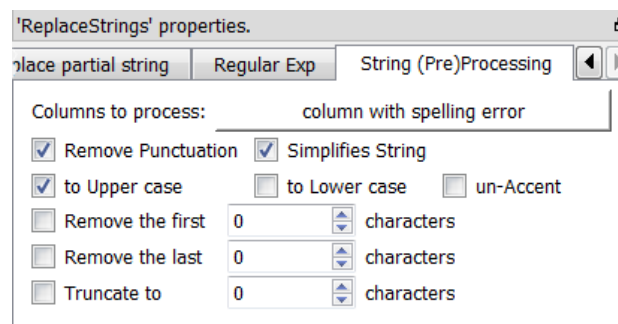 'ReplaceStrings' properties.
place partial string Regular Exp String (Pre)Processing
Columns to process: column with spelling error
Remove Punctuation Simplifies String
to Upper case to Lower case un-Accent
Remove the first 0 characters
Remove the last 0 characters
Truncate to 0 characters